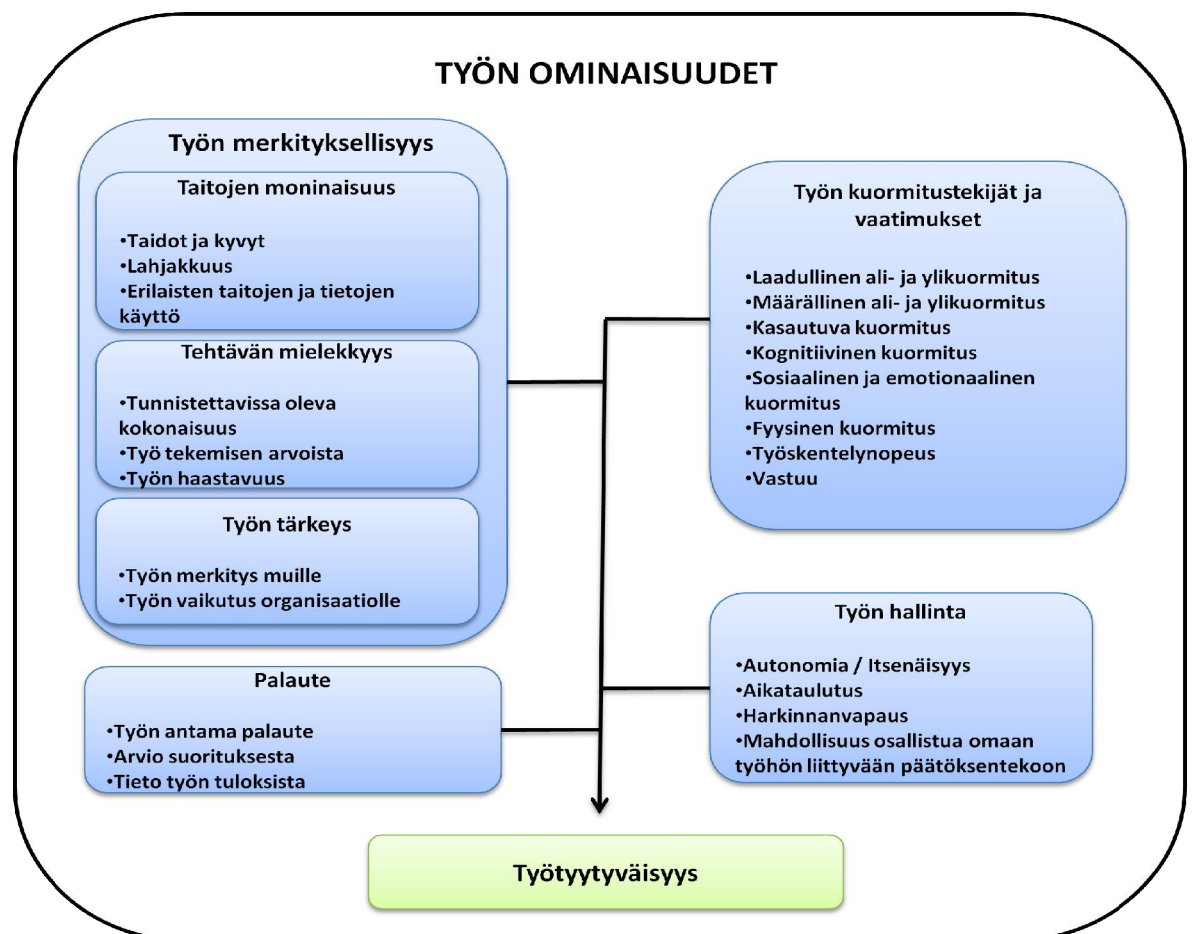 TYÖN OMINAISUUDET
Työn merkityksellisyys
Taitojen moninaisuus
•Taidot ja kyvyt
•Lahjakkuus
•Erilaisten taitojen ja tietojen
käyttö
Tehtävän mielekkyys
•Tunnistettavissa oleva
kokonaisuus
•Työ tekemisen arvoista
•Työn haastavuus
Työn tärkeys
•Työn merkitys muille
•Työn vaikutus organisaatiolle
Palaute
•Työn antama palaute
•Arvio suorituksesta
•Tieto työn tuloksista
Työn kuormitustekijät ja
vaatimukset
•Laadullinen ali- ja ylikuormitus
•Määrällinen ali- ja ylikuormitus
•Kasautuva kuormitus
•Kognitiivinen kuormitus
•Sosiaalinen ja emotionaalinen
kuormitus
•Fyysinen kuormitus
•Työskentelynopeus
•Vastuu
Työn hallinta
•Autonomia / Itsenäisyys
•Aikataulutus
•Harkinnanvapaus
•Mahdollisuus osallistua omaan
työhön liittyvään päätöksentekoon
Työtyytyväisyys